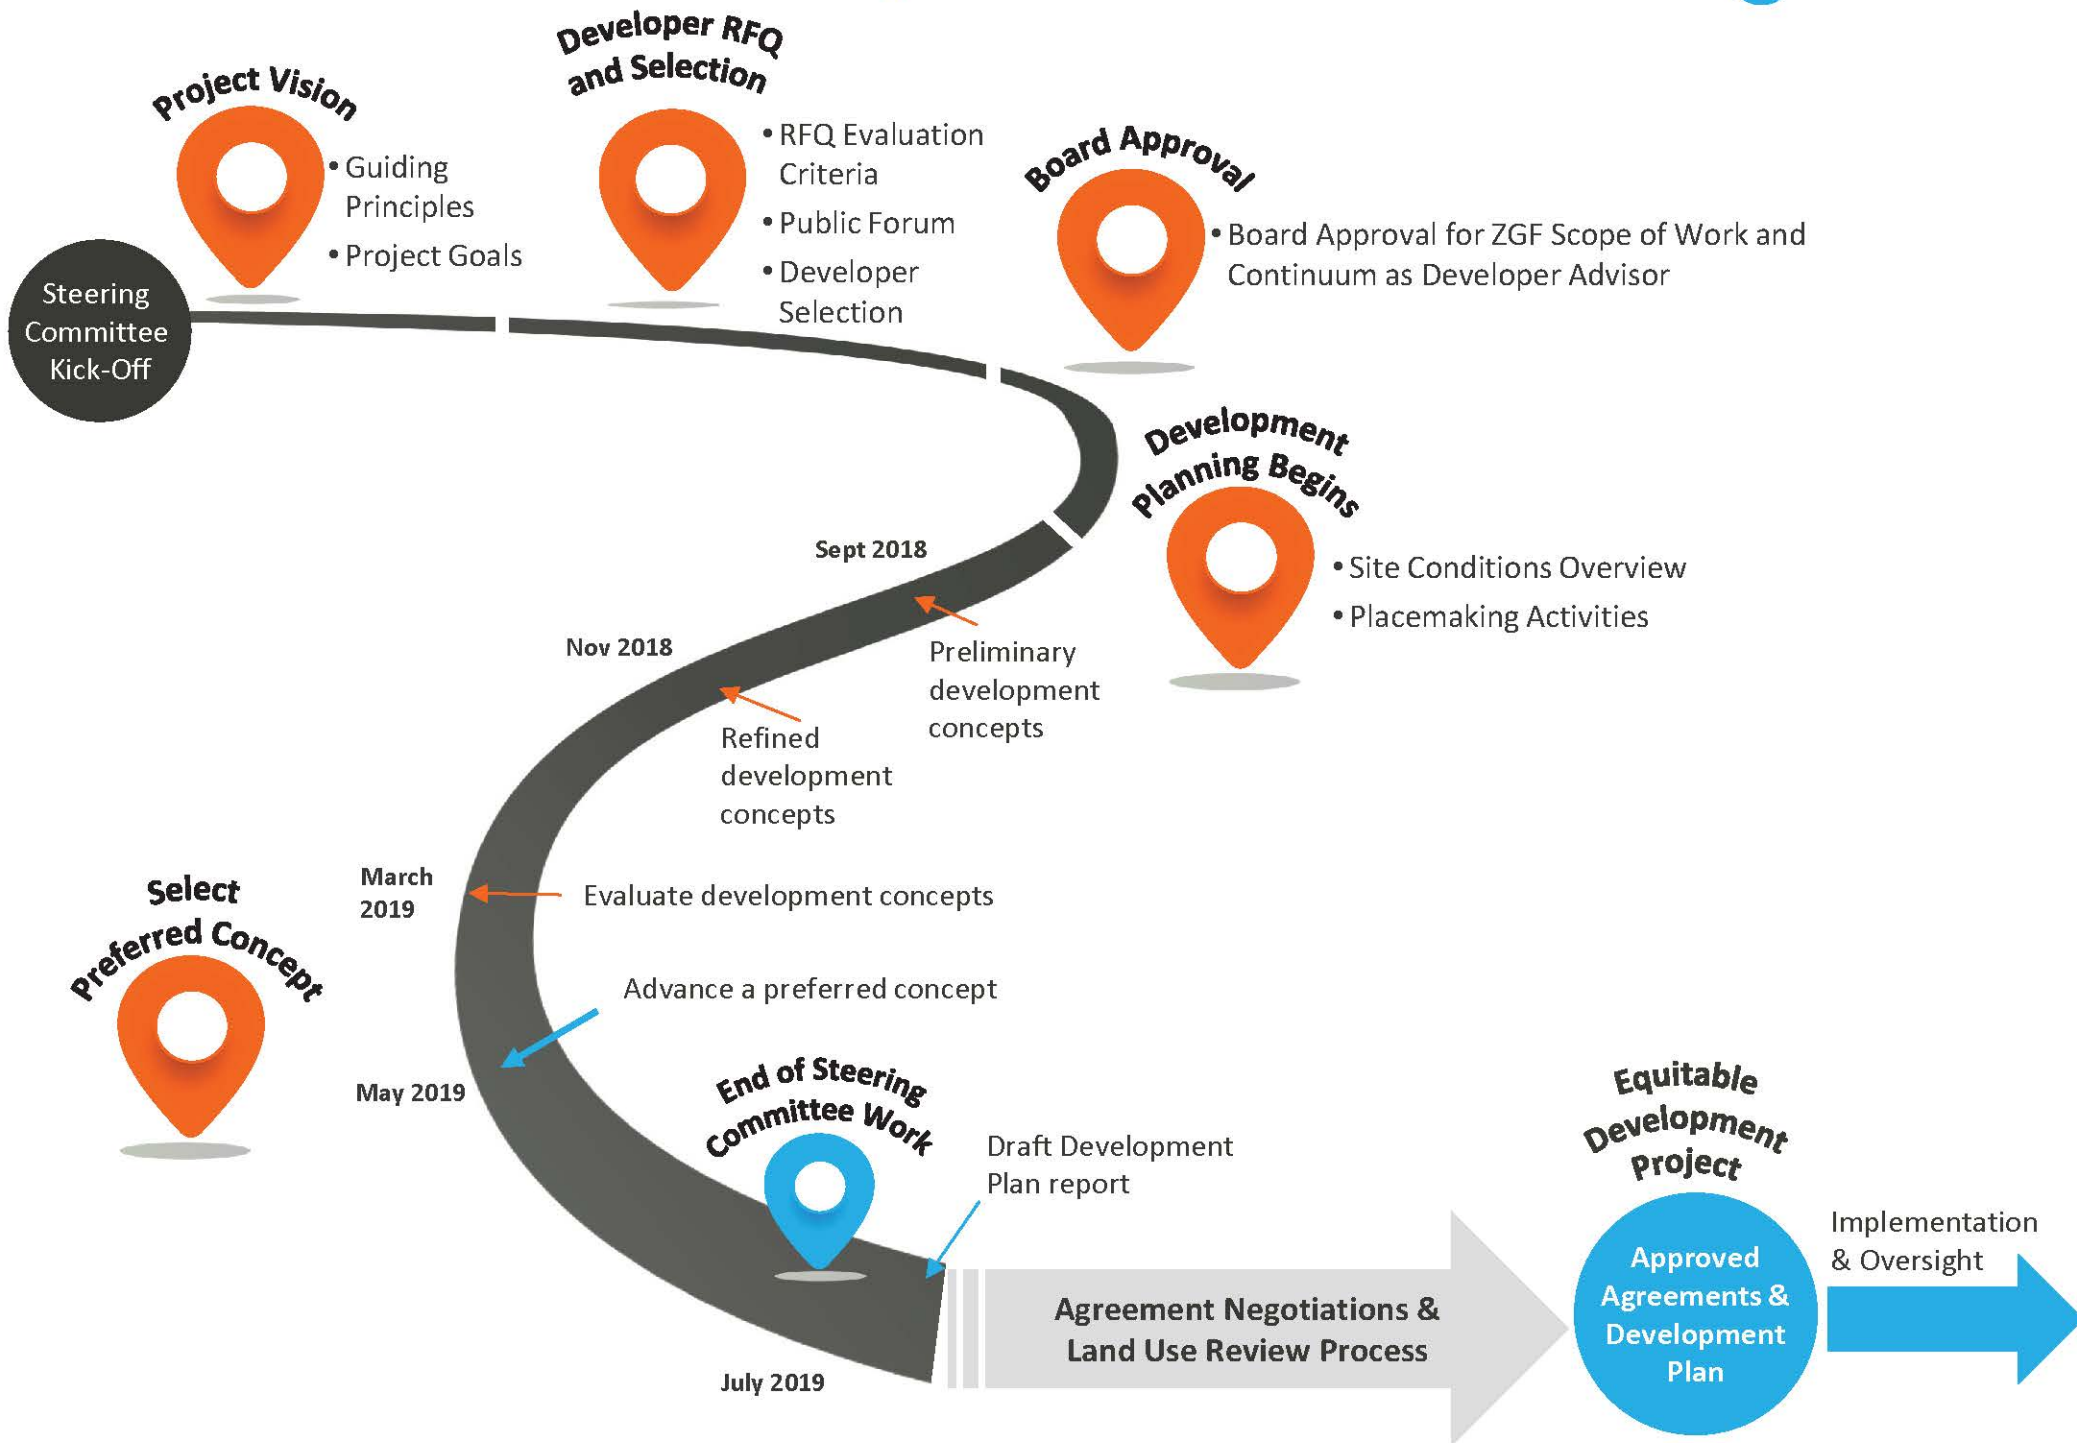 Developer RFQ
and Selection
Project Vision
• Guiding
Principles
• Project Goals
• RFQ Evaluation
Criteria
• Public Forum
• Developer
Selection
Board Approval
• Board Approval for ZGF Scope of Work and
Continuum as Developer Advisor
Steering
Committee
Kick-Off
Development
Planning Begins
• Site Conditions Overview
• Placemaking Activities
Sept 2018
Preliminary
development
concepts
Nov 2018
Refined
development
concepts
March
2019
Evaluate development concepts
Select
Preferred Concept
Advance a preferred concept
May 2019
End of Steering
Committee Work
Draft Development
Plan report
July 2019
Agreement Negotiations &
Land Use Review Process
Equitable
Development
Project
Approved
Agreements &
Development
Plan
Implementation
& Oversight